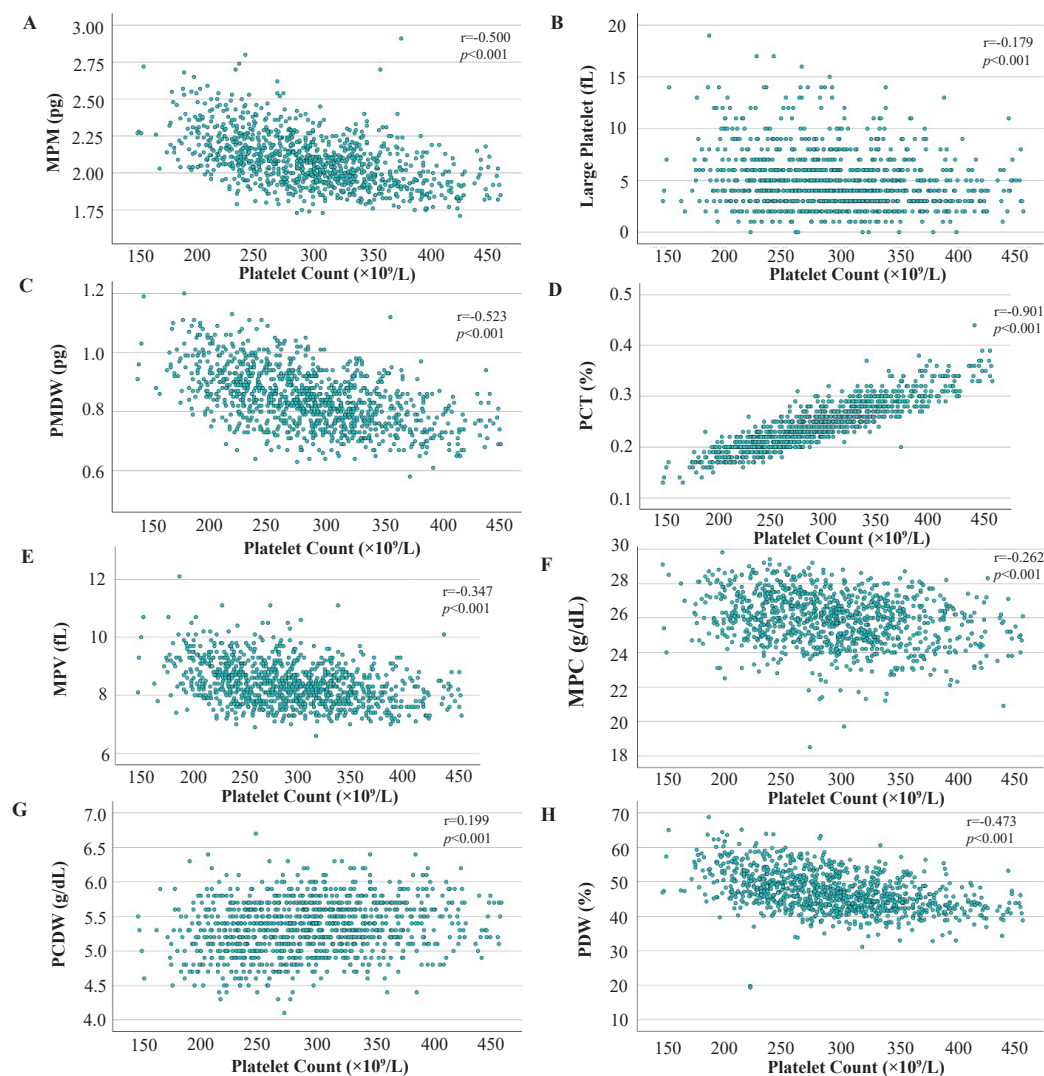 A
3.00
2.75
2.50
2.25
2.00
1.75
MPM (pg)
r=-0.500
p<0.001
150 200 250 300 350 400 450
Platelet Count (×10⁹/L)
B
20
15
10
5
0
Large Platelet (fL)
r=-0.179
p<0.001
150 200 250 300 350 400 450
Platelet Count (×10⁹/L)
C
1.2
1.0
0.8
0.6
PMDW (pg)
r=-0.523
p<0.001
150 200 250 300 350 400 450
Platelet Count (×10⁹/L)
D
0.5
0.4
0.3
0.2
0.1
PCT (%)
r=-0.901
p<0.001
150 200 250 300 350 400 450
Platelet Count (×10⁹/L)
E
12
10
8
6
MPV (fL)
r=-0.347
p<0.001
150 200 250 300 350 400 450
Platelet Count (×10⁹/L)
F
30
28
26
24
22
20
18
MPC (g/dL)
r=-0.262
p<0.001
150 200 250 300 350 400 450
Platelet Count (×10⁹/L)
G
7.0
6.5
6.0
5.5
5.0
4.5
4.0
PCDW (g/dL)
r=0.199
p<0.001
150 200 250 300 350 400 450
Platelet Count (×10⁹/L)
H
70
60
50
40
30
20
10
PDW (%)
r=-0.473
p<0.001
150 200 250 300 350 400 450
Platelet Count (×10⁹/L)